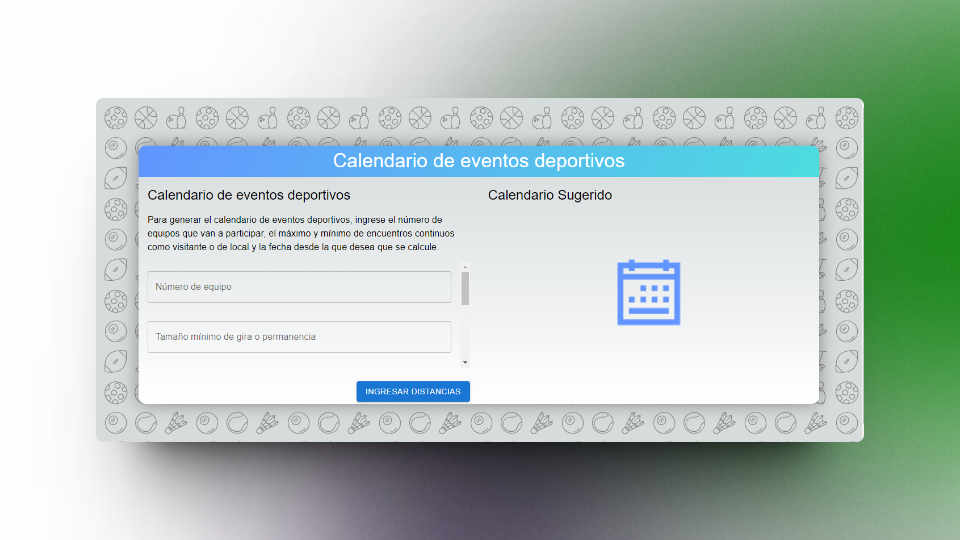 Calendario de eventos deportivos
Calendario de eventos deportivos
Para generar el calendario de eventos deportivos, ingrese el número de
equipos que van a participar, el máximo y mínimo de encuentros continuos
como visitante o de local y la fecha desde la que desea que se calcule.
Número de equipo
Tamaño mínimo de gira o permanencia
INGRESAR DISTANCIAS
Calendario Sugerido